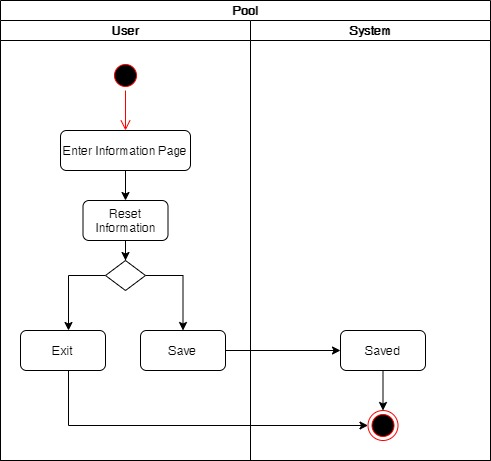 Pool
User
System
Enter Information Page
Reset
Information
Exit
Save
Saved